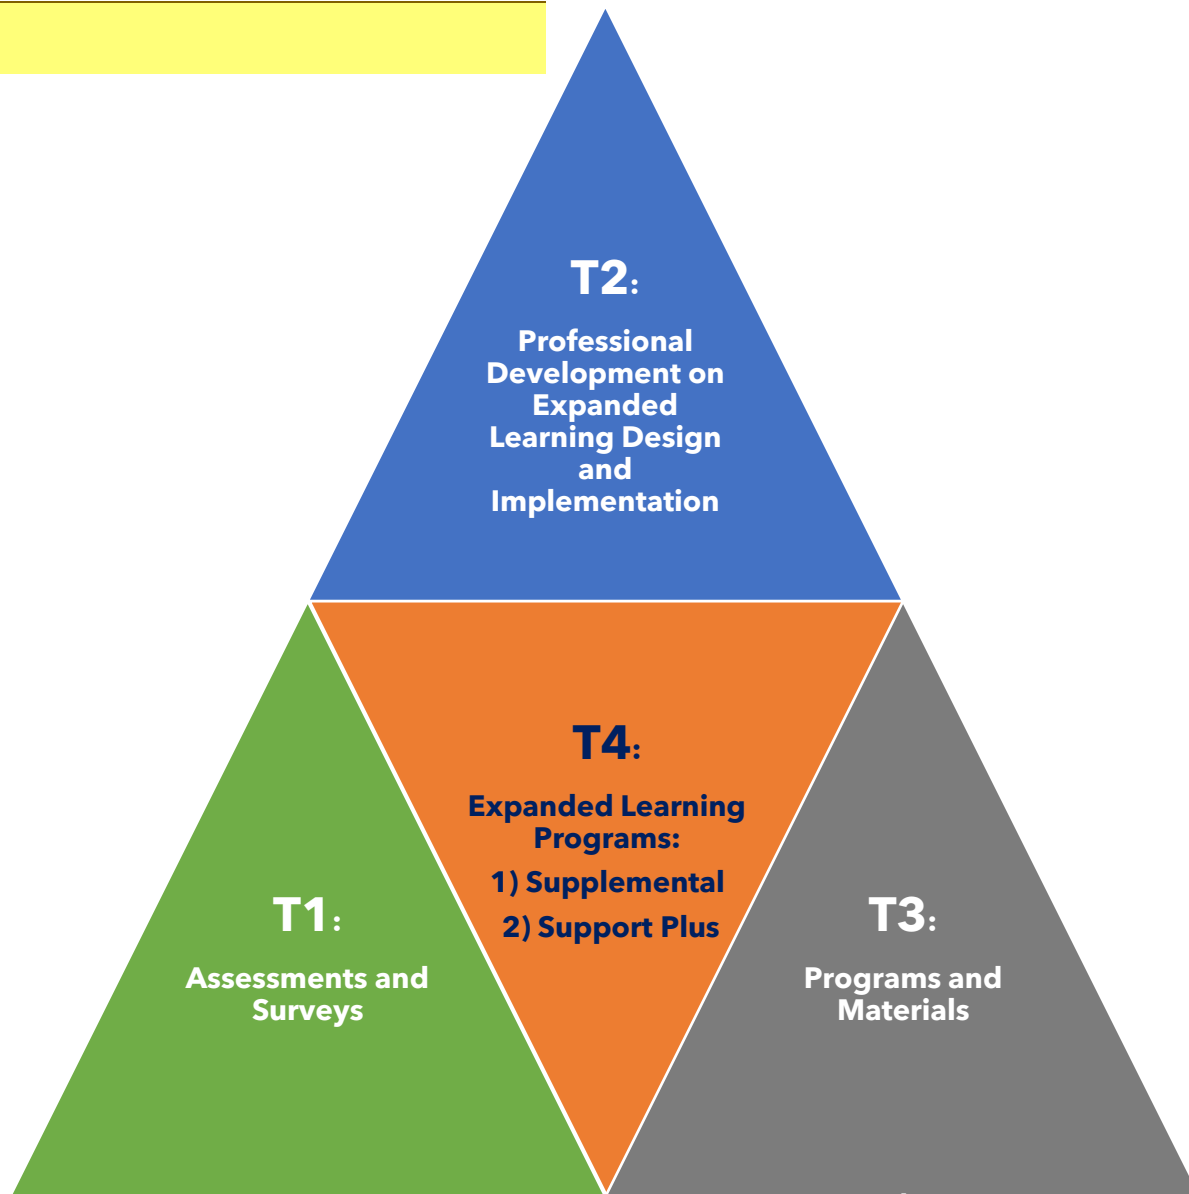 T2:
Professional
Development on
Expanded
Learning Design
and
Implementation
T4:
Expanded Learning
Programs:
1) Supplemental
2) Support Plus
T1:
Assessments and
Surveys
T3:
Programs and
Materials